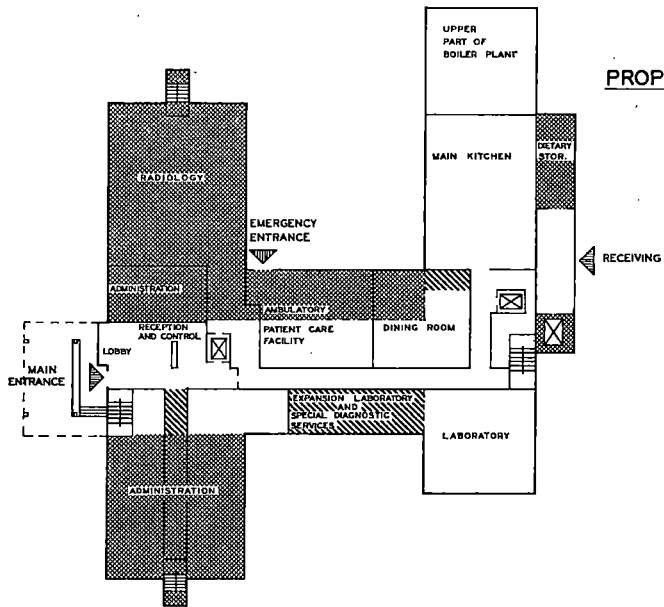 UPPER
PART OF
BOILER PLANT
PROP
MAIN KITCHEN
DIETARY
STOR.
RADIOLOGY
EMERGENCY
ENTRANCE
RECEIVING
ADMINISTRATION
AMBULATORY
PATIENT CARE
FACILITY
DINING ROOM
RECEPTION
AND CONTROL
LOBBY
MAIN
ENTRANCE
EXPANSION LABORATORY
AND
SPECIAL DIAGNOSTIC
SERVICES
LABORATORY
ADMINISTRATION